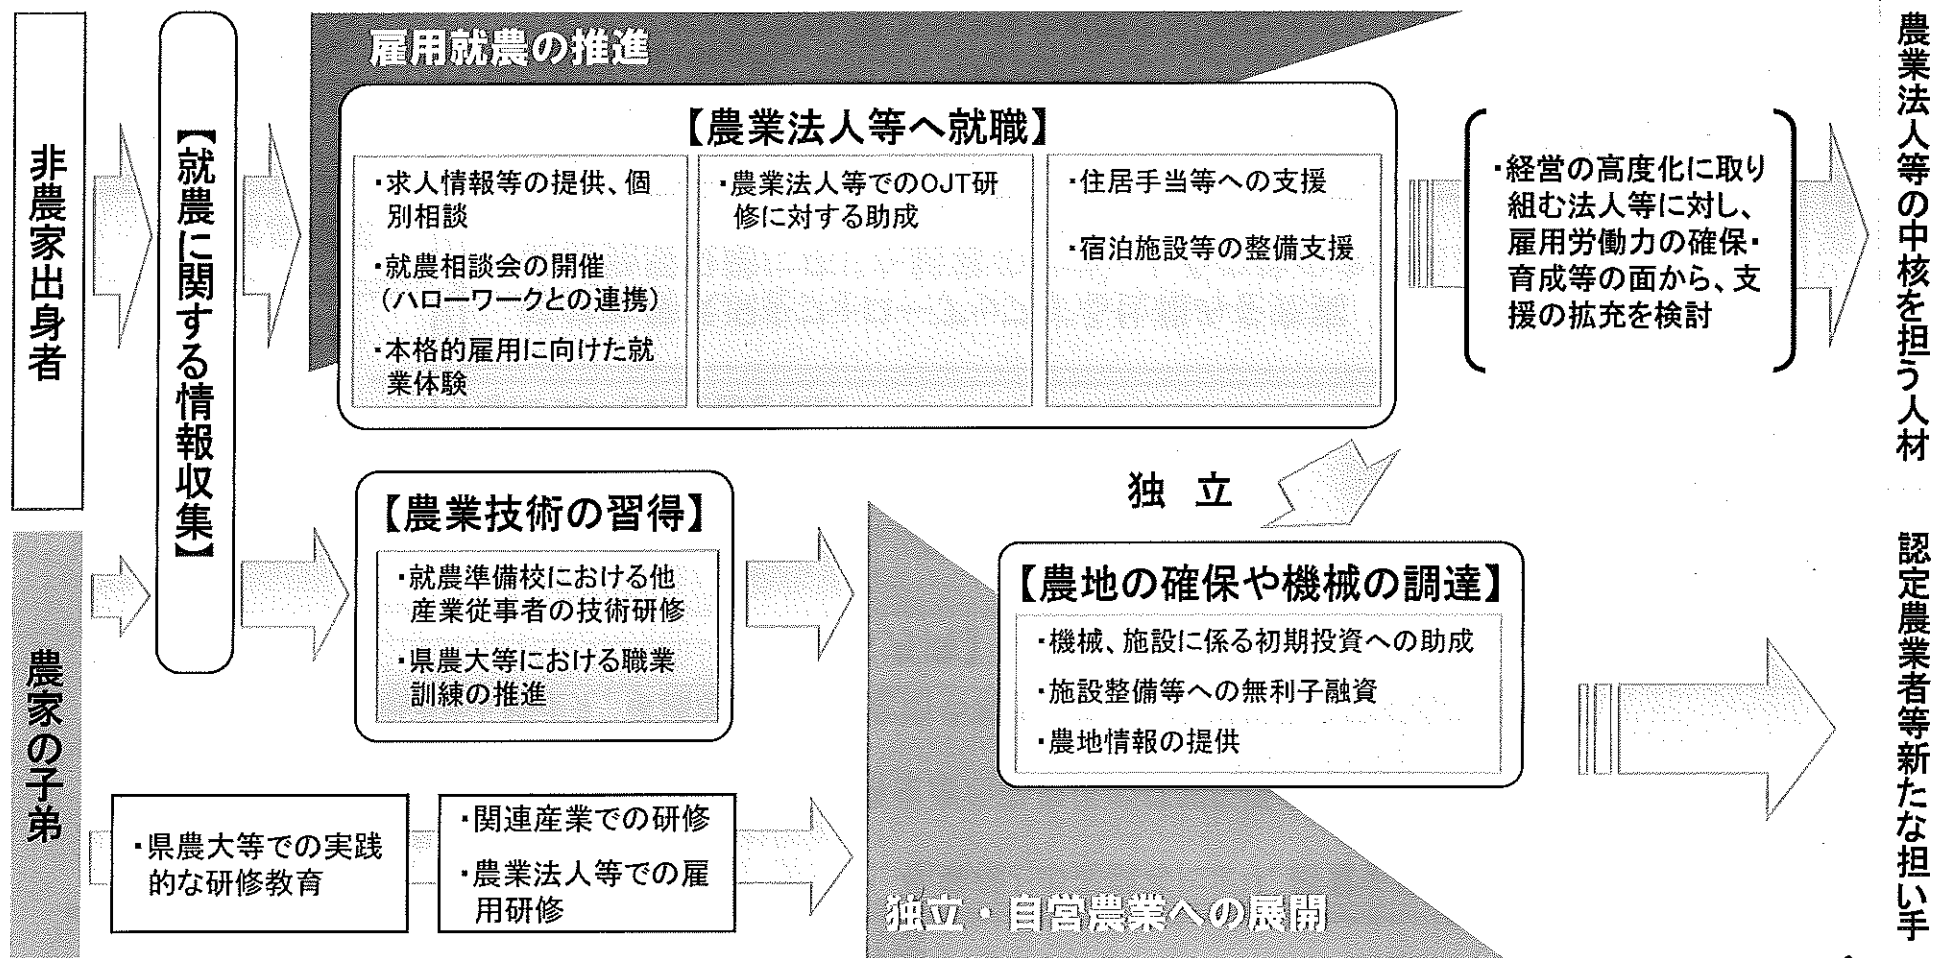 非農家出身者
農家の子弟
【就農に関する情報収集】
雇用就農の推進
【農業法人等へ就職】
・求人情報等の提供、個
別相談
・就農相談会の開催
(ハローワークとの連携)
・本格的雇用に向けた就
業体験
・農業法人等でのOJT研
修に対する助成
・住居手当等への支援
・宿泊施設等の整備支援
・経営の高度化に取り
組む法人等に対し、
雇用労働力の確保・
育成等の面から、支
援の拡充を検討
農業法人等の中核を担う人材
独 立
【農業技術の習得】
・就農準備校における他
産業従事者の技術研修
・県農大等における職業
訓練の推進
【農地の確保や機械の調達】
・機械、施設に係る初期投資への助成
・施設整備等への無利子融資
・農地情報の提供
・県農大等での実践
的な研修教育
・関連産業での研修
・農業法人等での雇
用研修
独立・自営農業への展開
認定農業者等新たな担い手